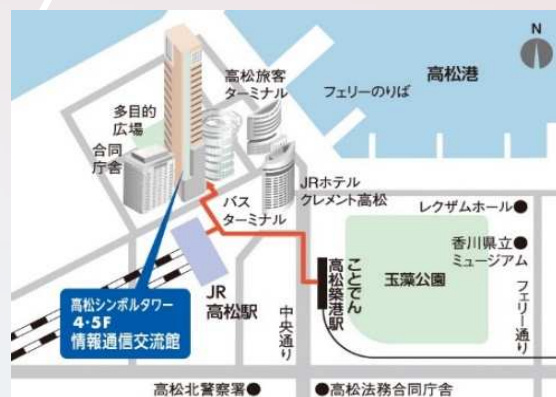 N
高松港
フェリーのりば
高松旅客
ターミナル
多目的
広場
合同
庁舎
JRホテル
クレメント高松
バス
ターミナル
レクザムホール
香川県立
ミュージアム
玉藻公園
ことでん
高松築港駅
JR
高松駅
中央通り
フェリー通り
高松シンボルタワー
4・5F
情報通信交流館
高松北警察署
高松法務合同庁舎